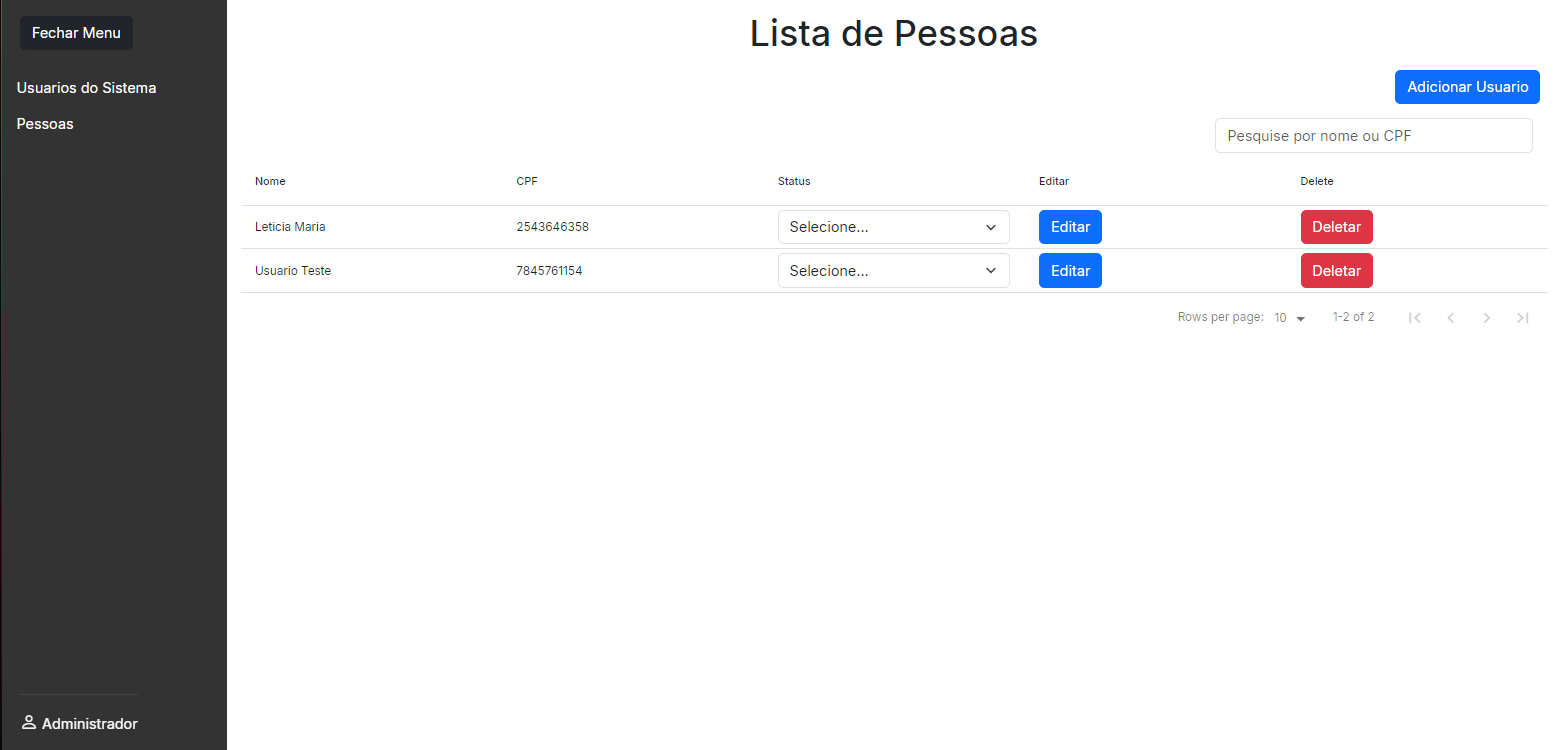 Fechar Menu
Usuarios do Sistema
Pessoas
Administrador
Lista de Pessoas
Adicionar Usuario
Pesquise por nome ou CPF
Nome CPF Status Editar Delete
Leticia Maria 2543646358 Selecione... Editar Deletar
Usuario Teste 7845761154 Selecione... Editar Deletar
Rows per page: 10 1-2 of 2